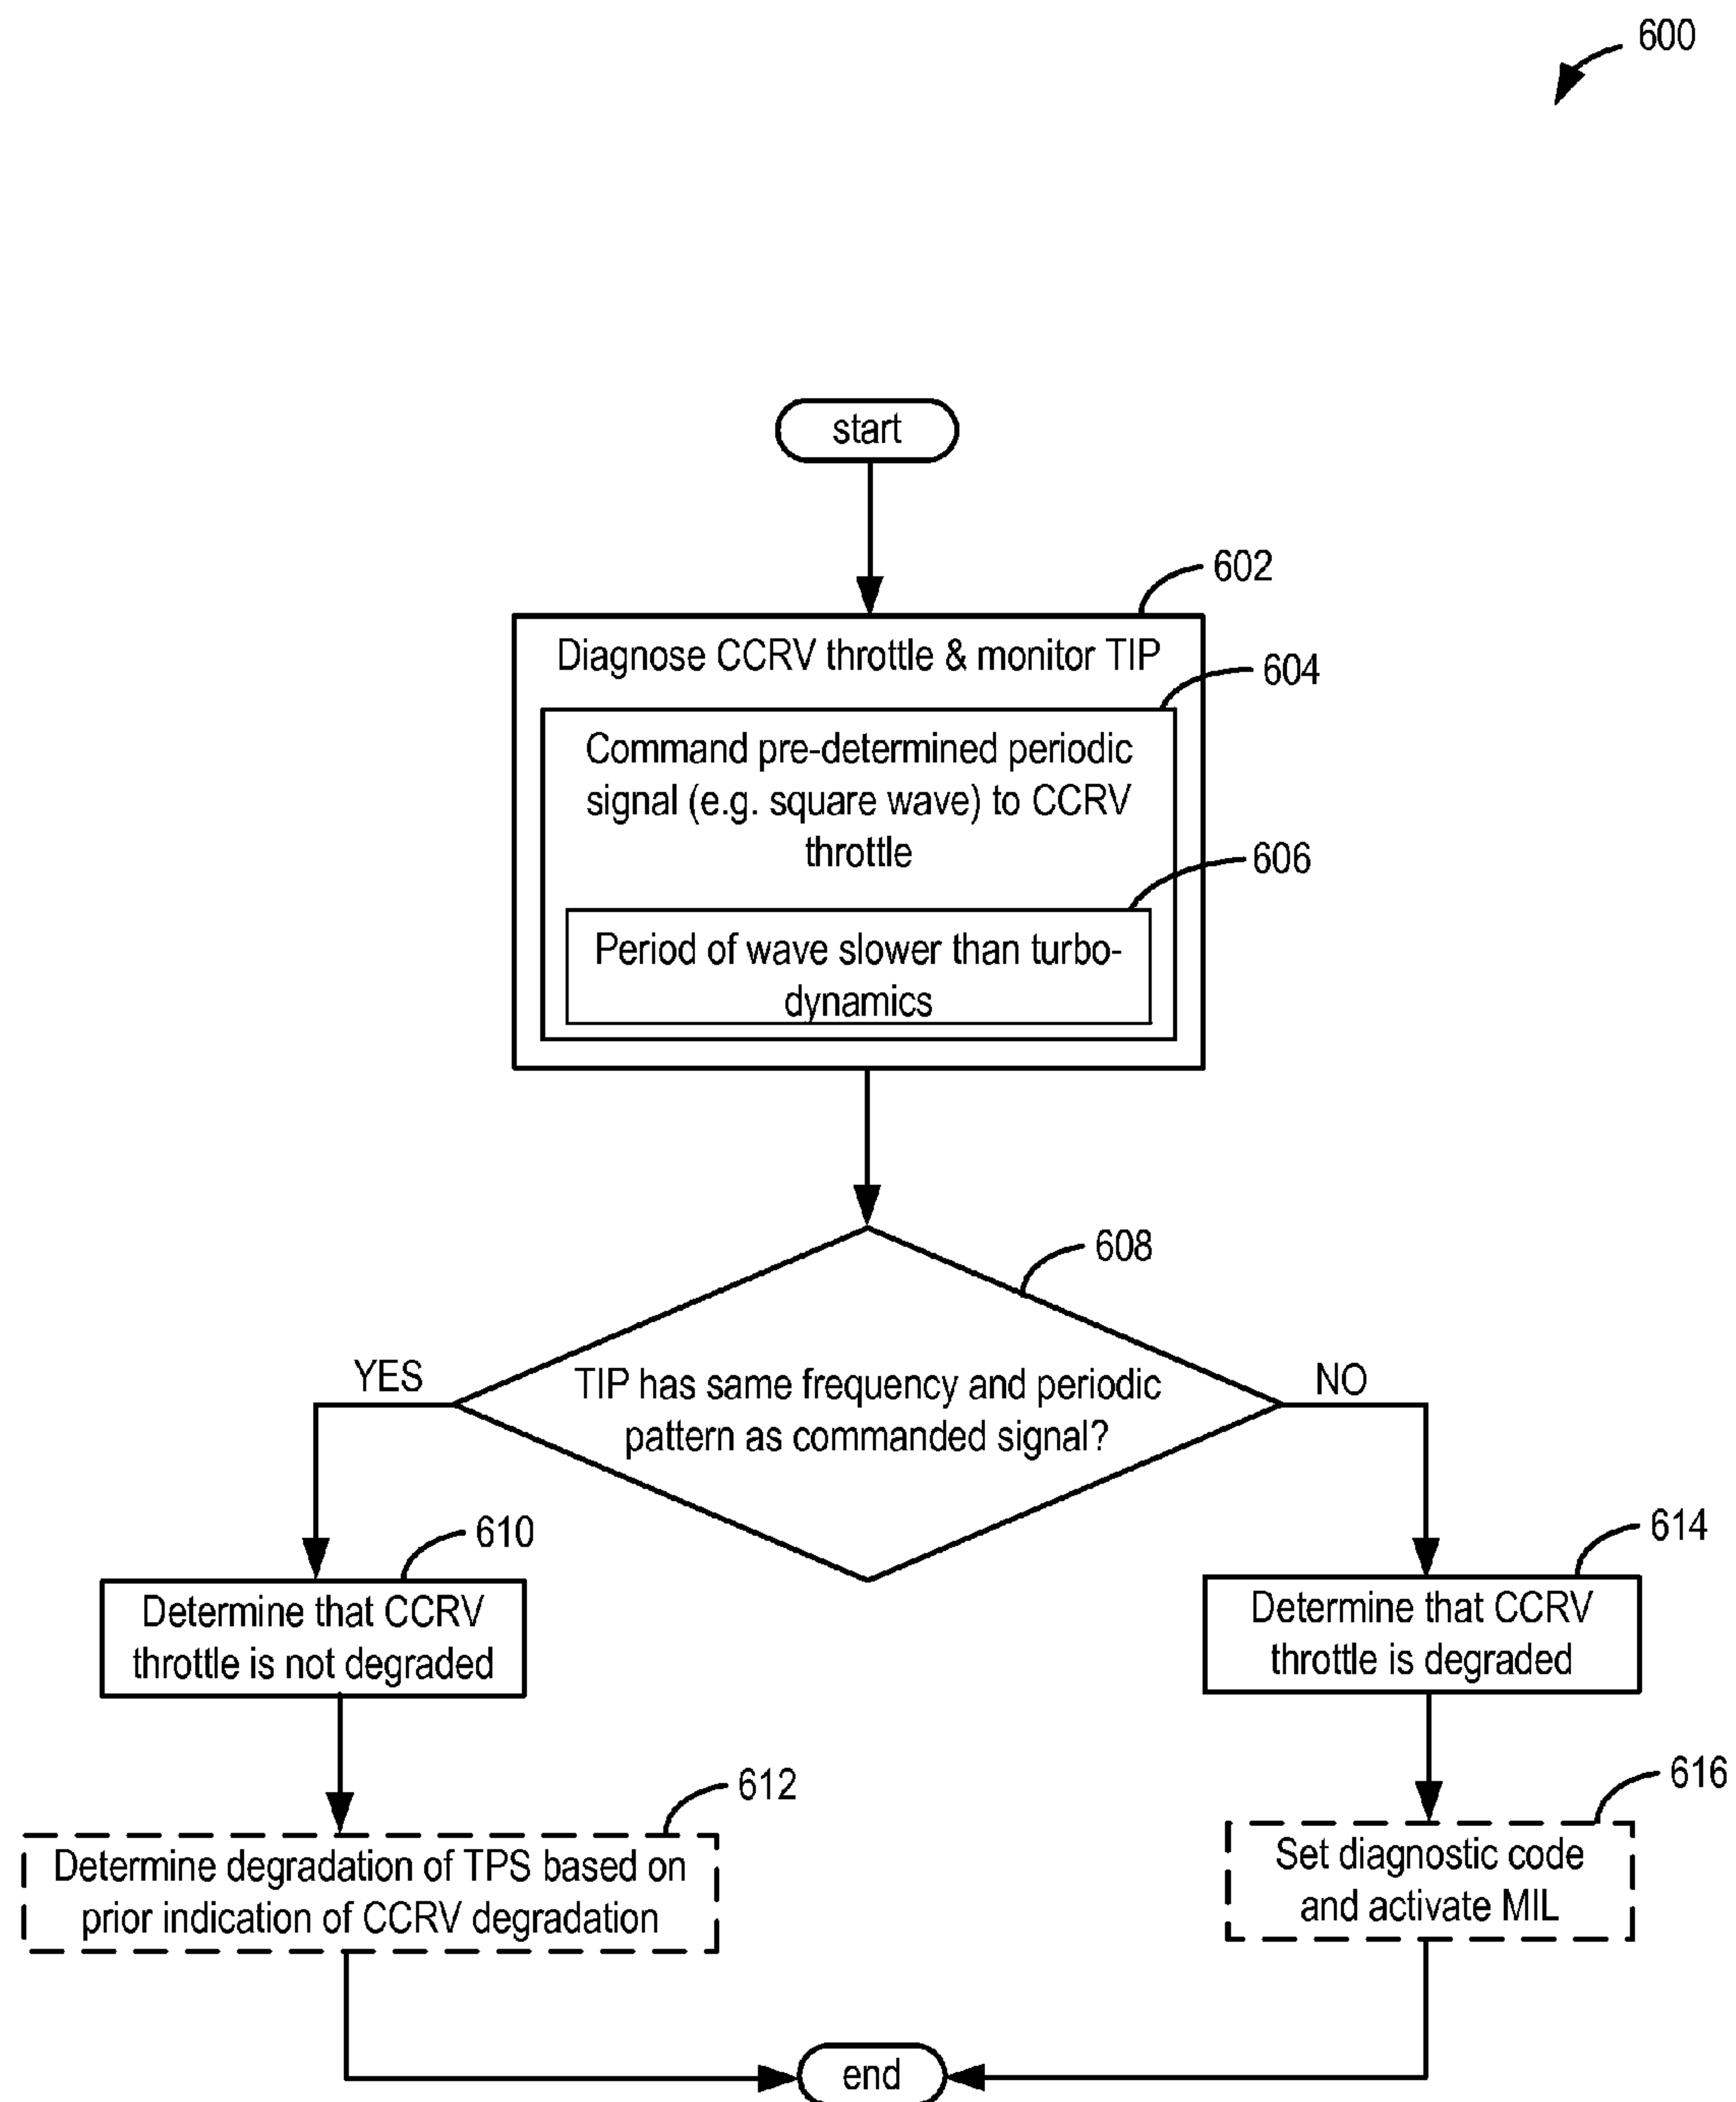 600
start
602
Diagnose CCRV throttle & monitor TIP
604
Command pre-determined periodic
signal (e.g. square wave) to CCRV
throttle
606
Period of wave slower than turbo-
dynamics
608
TIP has same frequency and periodic
pattern as commanded signal?
YES
NO
610
Determine that CCRV
throttle is not degraded
614
Determine that CCRV
throttle is degraded
612
Determine degradation of TPS based on
prior indication of CCRV degradation
616
Set diagnostic code
and activate MIL
end